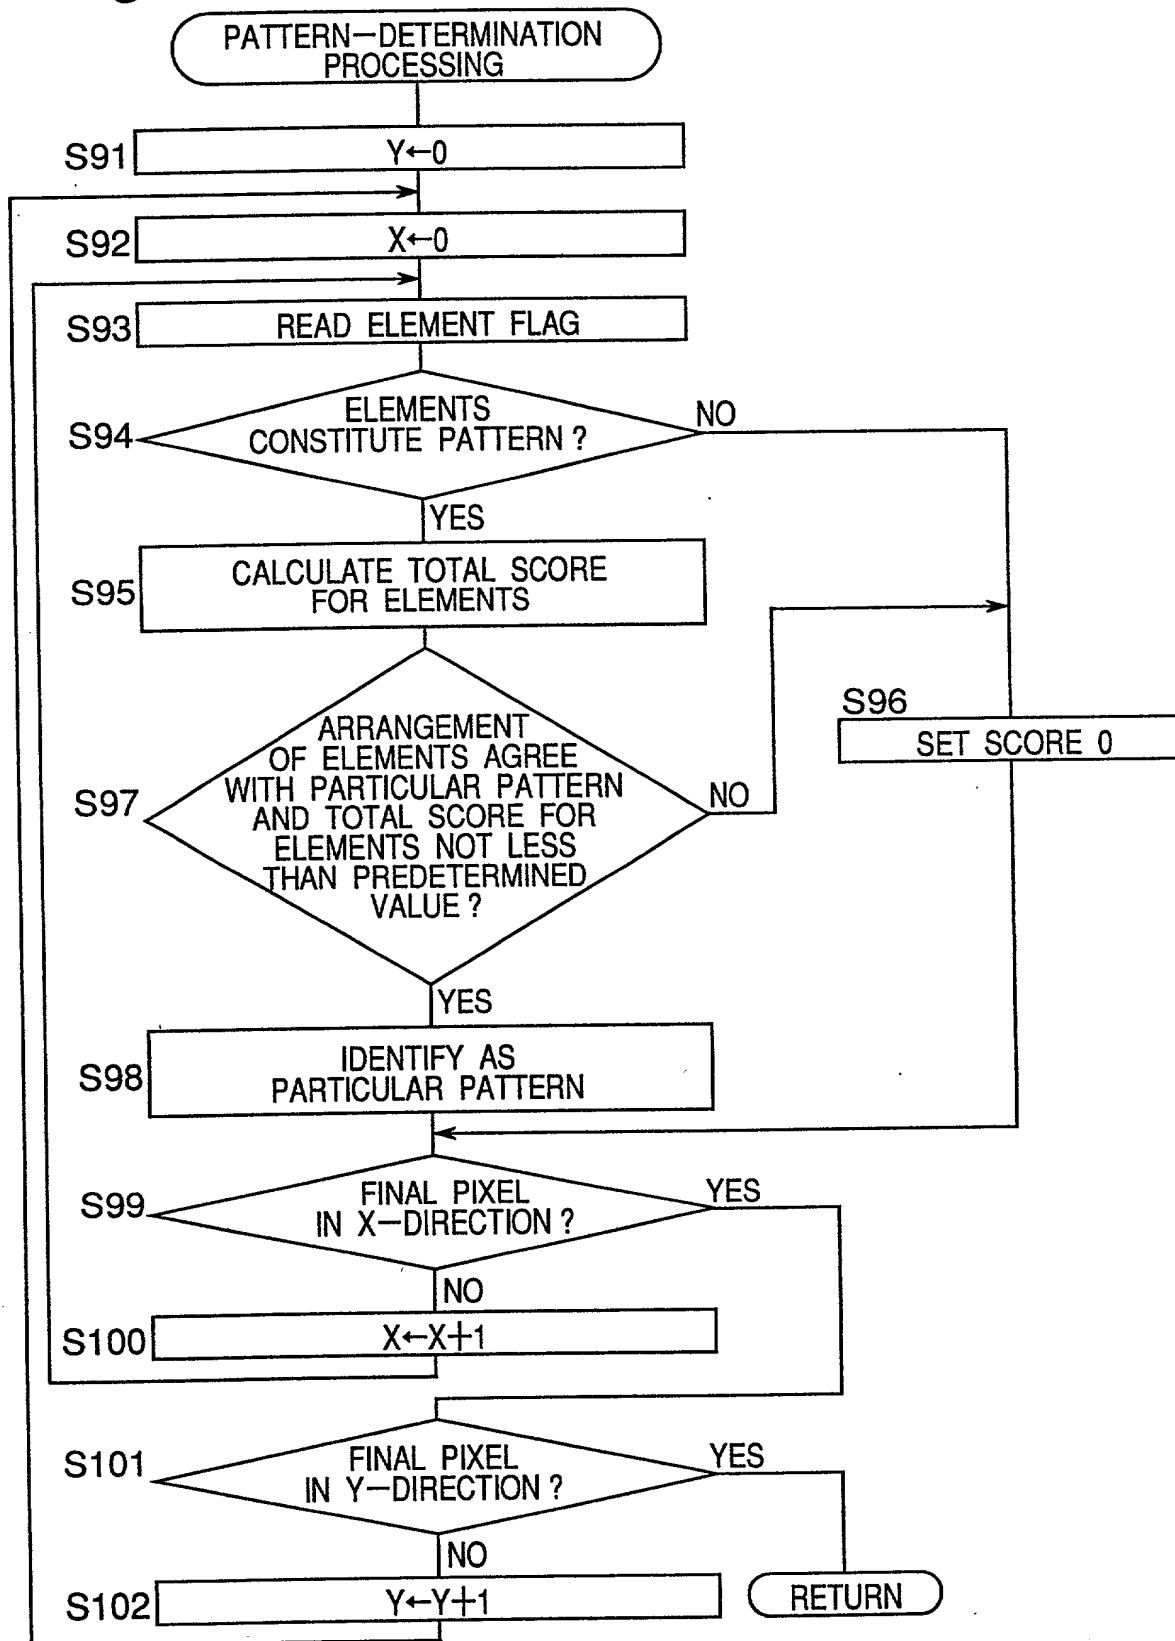 PATTERN—DETERMINATION
PROCESSING
S91
Y←0
S92
X←0
S93
READ ELEMENT FLAG
S94
ELEMENTS
CONSTITUTE PATTERN?
NO
YES
S95
CALCULATE TOTAL SCORE
FOR ELEMENTS
S96
SET SCORE 0
S97
ARRANGEMENT
OF ELEMENTS AGREE
WITH PARTICULAR PATTERN
AND TOTAL SCORE FOR
ELEMENTS NOT LESS
THAN PREDETERMINED
VALUE?
NO
YES
S98
IDENTIFY AS
PARTICULAR PATTERN
S99
FINAL PIXEL
IN X—DIRECTION?
YES
NO
S100
X←X+1
S101
FINAL PIXEL
IN Y—DIRECTION?
YES
NO
S102
Y←Y+1
RETURN